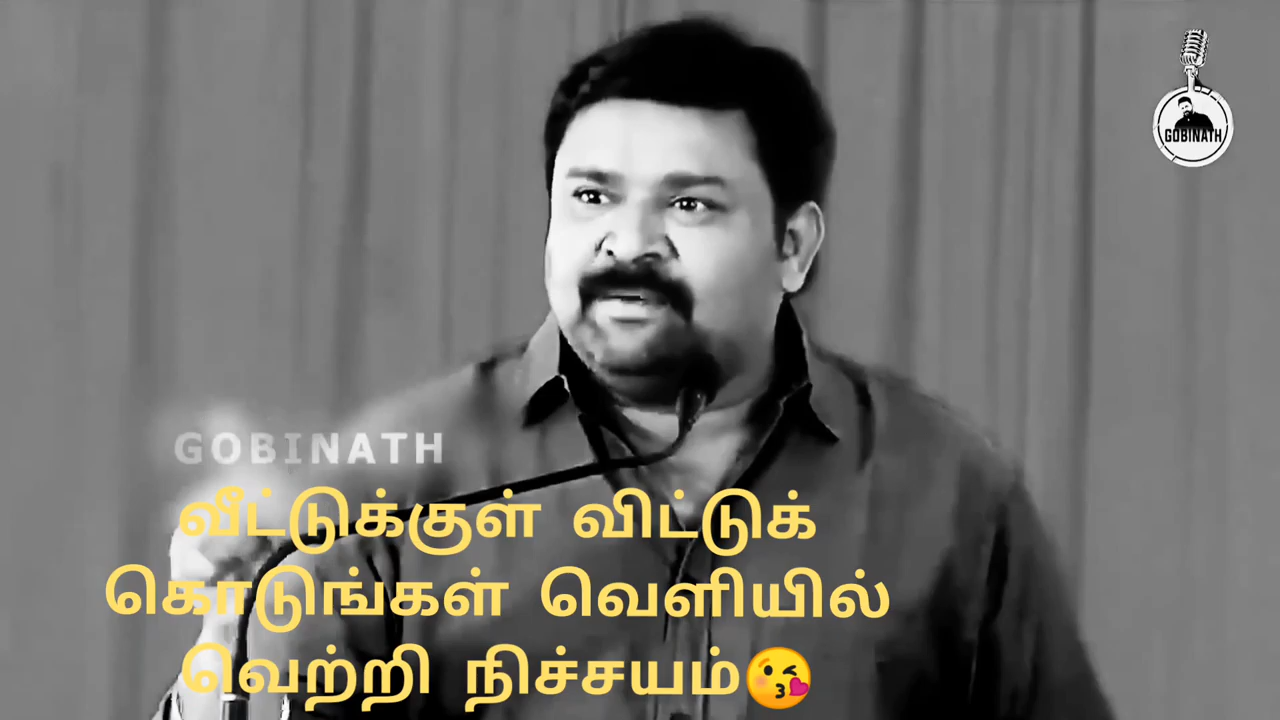 GOBINATH
GOBINATH
வீட்டுக்குள் விட்டுக்
கொடுங்கள் வெளியில்
வெற்றி நிச்சயம்😘